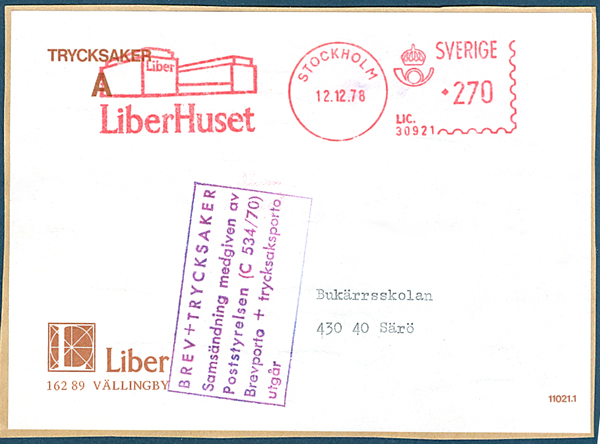 TRYCKSAKER
A
Liber
LiberHuset
STOCKHOLM
12.12.78
SVERIGE
270
LIC.
30921
BREV+TRYCKSAKER
Samsändning medgiven av
Poststyrelsen (C 534/70)
Brevporto + trycksaksporto
utgår
Bukärrsskolan
430 40 Särö
L Liber
162 89 VÄLLINGBY
11021.1